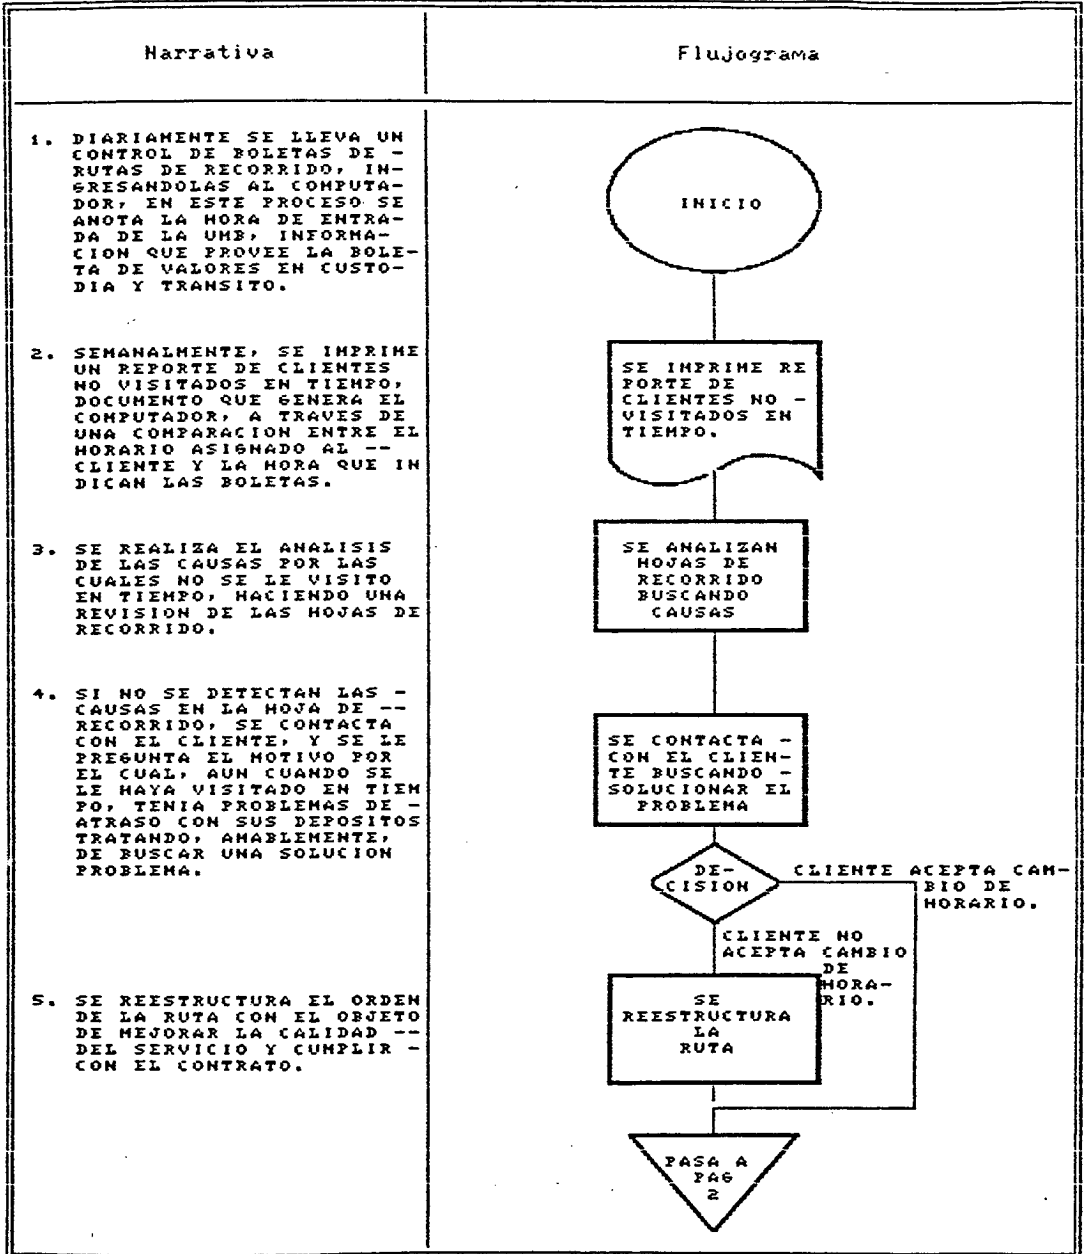 Narrativa
1. DIARIAMENTE SE LLEVA UN
CONTROL DE BOLETAS DE -
RUTAS DE RECORRIDO, IN-
GRESANDOLAS AL COMPUTA-
DOR, EN ESTE PROCESO SE
ANOTA LA HORA DE ENTRA-
DA DE LA UMB, INFORMA-
CION QUE PROVEE LA BOLE-
TA DE VALORES EN CUSTO-
DIA Y TRANSITO.
2. SEMANALMENTE, SE IMPRIME
UN REPORTE DE CLIENTES
NO VISITADOS EN TIEMPO,
DOCUMENTO QUE GENERA EL
COMPUTADOR, A TRAVES DE
UNA COMPARACION ENTRE EL
HORARIO ASIGNADO AL --
CLIENTE Y LA HORA QUE IN
DICAN LAS BOLETAS.
3. SE REALIZA EL ANALISIS
DE LAS CAUSAS POR LAS
CUALES NO SE LE VISITO
EN TIEMPO, HACIENDO UNA
REVISION DE LAS HOJAS DE
RECORRIDO.
4. SI NO SE DETECTAN LAS -
CAUSAS EN LA HOJA DE --
RECORRIDO, SE CONTACTA
CON EL CLIENTE, Y SE LE
PREGUNTA EL MOTIVO POR
EL CUAL, AUN CUANDO SE
LE HAYA VISITADO EN TIEM
PO, TENIA PROBLEMAS DE -
ATRASO CON SUS DEPOSITOS
TRATANDO, AMABLEMENTE,
DE BUSCAR UNA SOLUCION
PROBLEMA.
5. SE REESTRUCTURA EL ORDEN
DE LA RUTA CON EL OBJETO
DE MEJORAR LA CALIDAD --
DEL SERVICIO Y CUMPLIR -
CON EL CONTRATO.
Flujograma
INICIO
SE IMPRIME RE
PORTE DE
CLIENTES NO -
VISITADOS EN
TIEMPO.
SE ANALIZAN
HOJAS DE
RECORRIDO
BUSCANDO
CAUSAS
SE CONTACTA -
CON EL CLIEN-
TE BUSCANDO -
SOLUCIONAR EL
PROBLEMA
DE-
CISION
CLIENTE ACEPTA CAM-
BIO DE
HORARIO.
CLIENTE NO
ACEPTA CAMBIO
DE
HORA-
RIO.
SE
REESTRUCTURA
LA
RUTA
PASA A
PAG
2